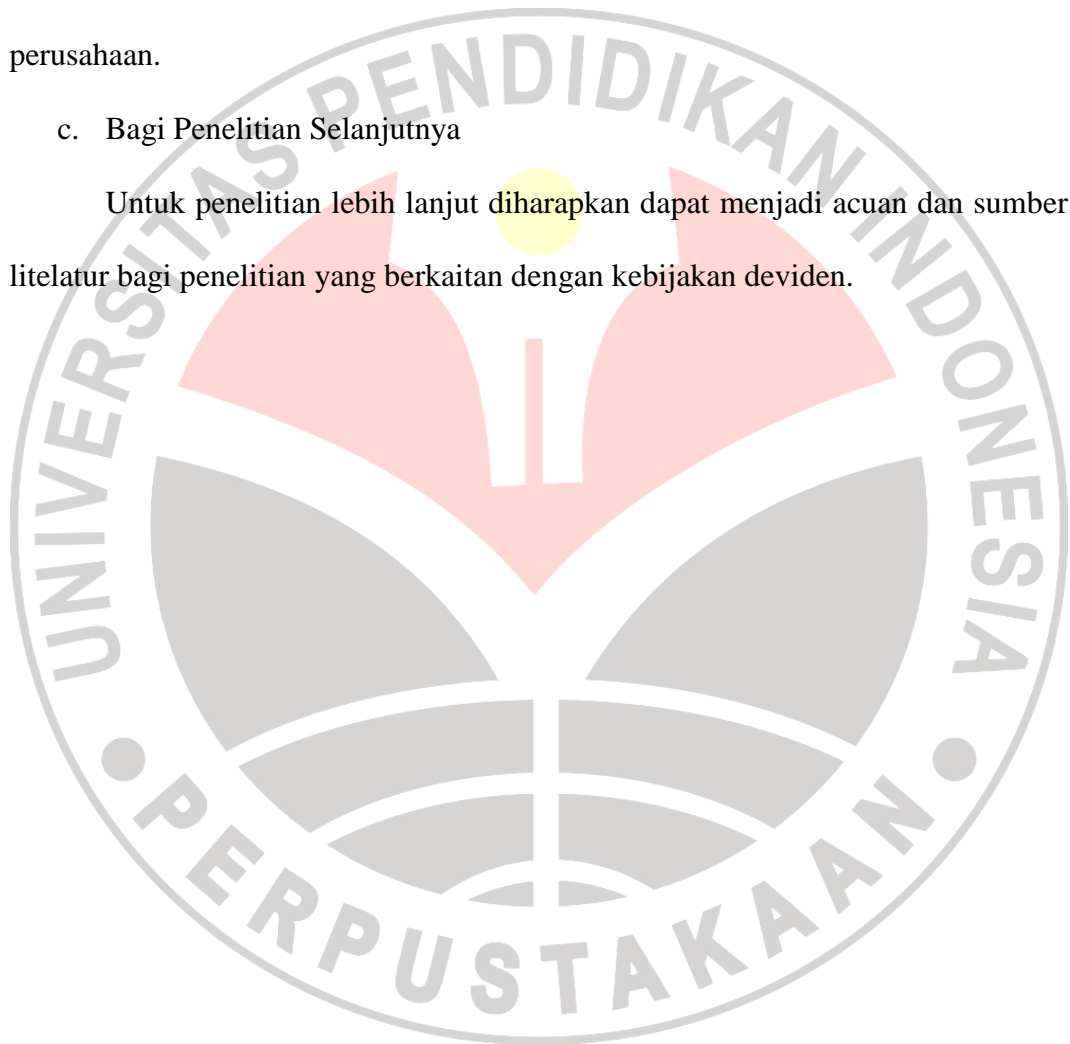 perusahaan.
c. Bagi Penelitian Selanjutnya
Untuk penelitian lebih lanjut diharapkan dapat menjadi acuan dan sumber
litelatur bagi penelitian yang berkaitan dengan kebijakan deviden.
UNIVERSITAS PENDIDIKAN INDONESIA
PERPUSTAKAAN